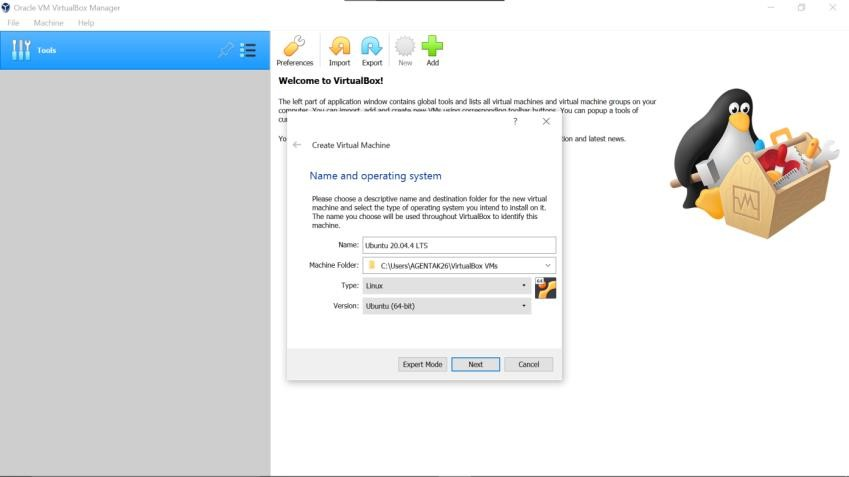 Oracle VM VirtualBox Manager
File Machine Help
Tools
Preferences Import Export New Add
Welcome to VirtualBox!
The left part of application window contains global tools and lists all virtual machines and virtual machine groups on your
computer. You can import, add and create new VMs using corresponding toolbar buttons. You can popup a tools of
cu
Yo
ion and latest news.
?
Create Virtual Machine
Name and operating system
Please choose a descriptive name and destination folder for the new virtual
machine and select the type of operating system you intend to install on it.
The name you choose will be used throughout VirtualBox to identify this
machine.
Name: Ubuntu 20.04.4 LTS
Machine Folder: C:\Users\AGENTAK26\VirtualBox VMs
Type: Linux
64
Version: Ubuntu (64-bit)
Expert Mode Next Cancel